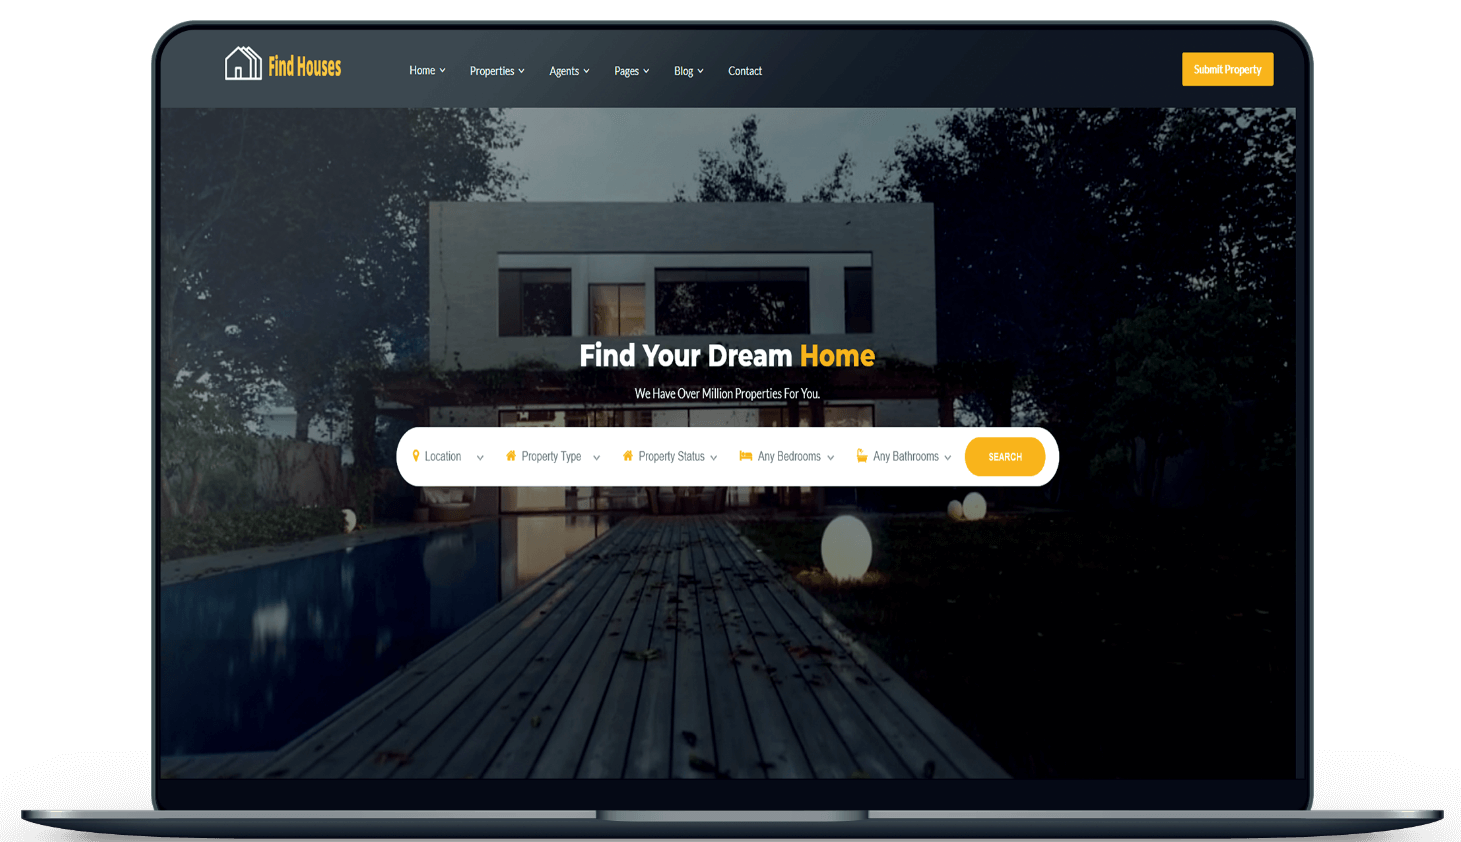 Find Houses
Home
Properties
Agents
Pages
Blog
Contact
Submit Property
Find Your Dream Home
We Have Over Million Properties For You.
Location
Property Type
Property Status
Any Bedrooms
Any Bathrooms
SEARCH